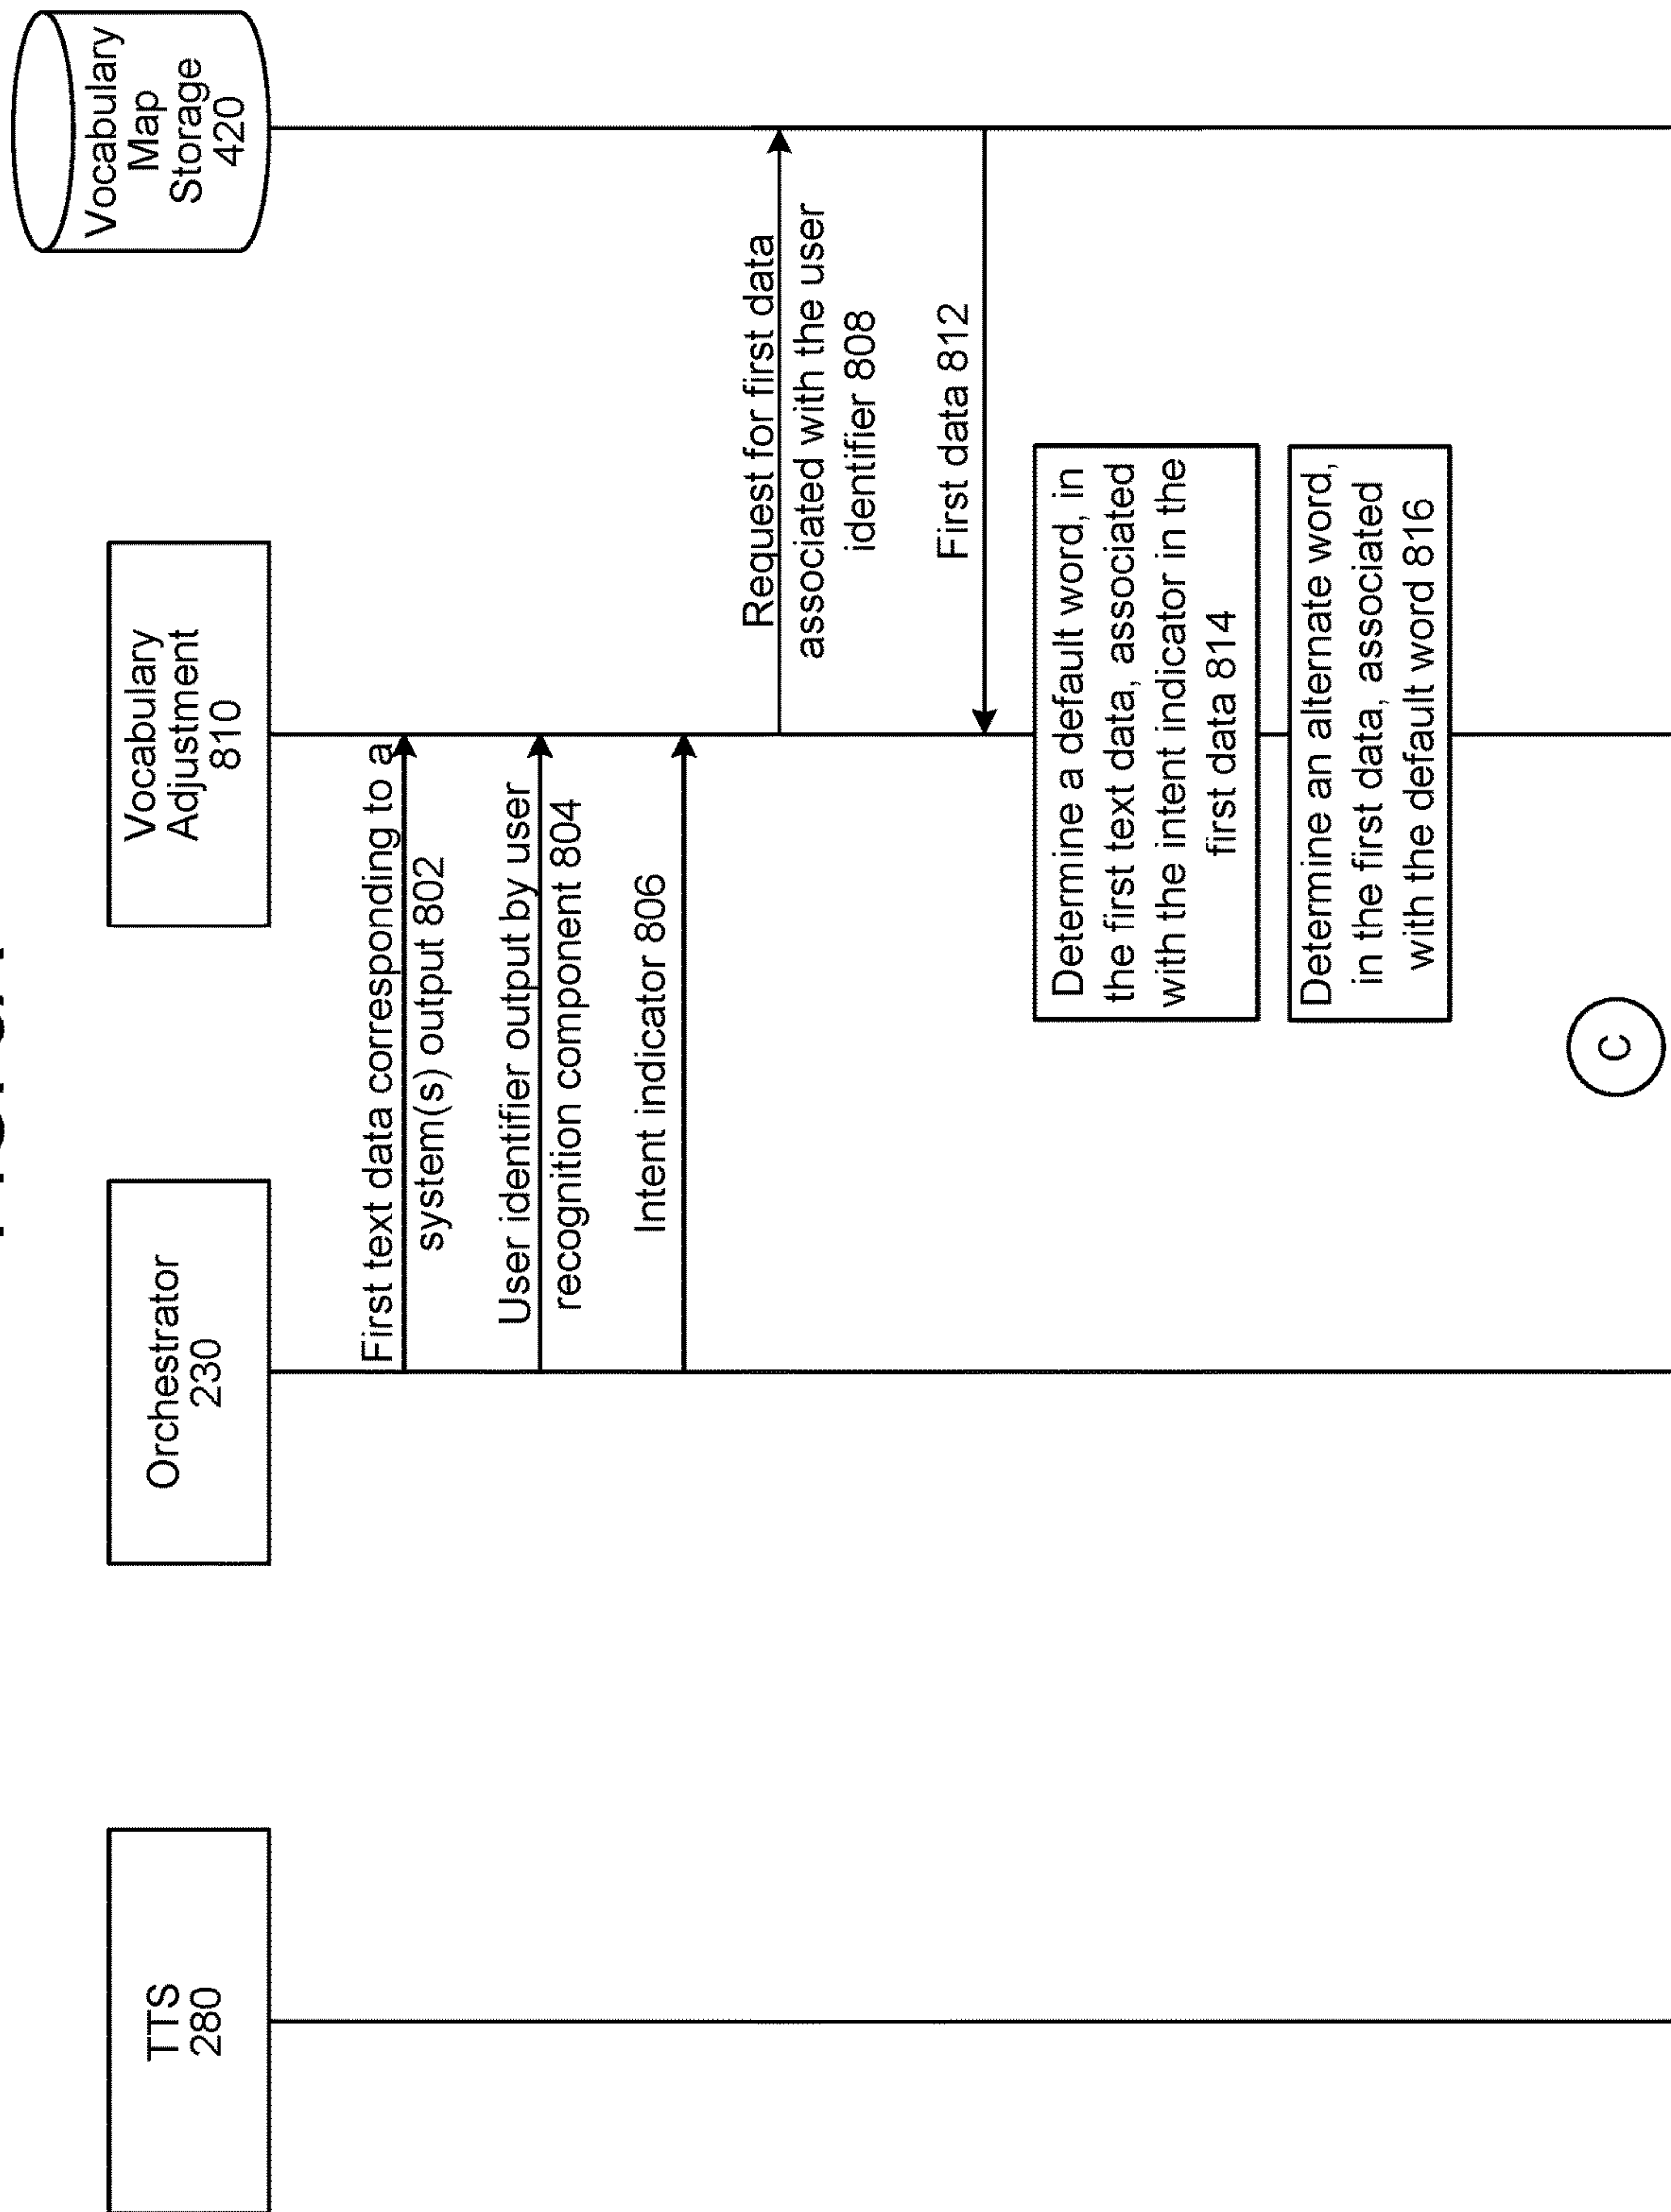 TTS
280
Orchestrator
230
Vocabulary
Adjustment
810
Vocabulary
Map
Storage
420
First text data corresponding to a
system(s) output 802
User identifier output by user
recognition component 804
Intent indicator 806
Request for first data
associated with the user
identifier 808
First data 812
Determine a default word, in
the first text data, associated
with the intent indicator in the
first data 814
Determine an alternate word,
in the first data, associated
with the default word 816
C